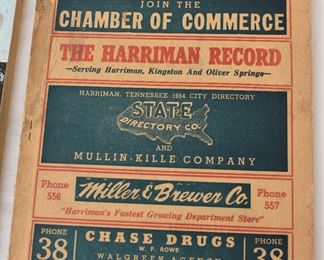 JOIN THE
CHAMBER OF COMMERCE
THE HARRIMAN RECORD
—Serving Harriman, Kingston And Oliver Springs—
HARRIMAN, TENNESSEE 1954 CITY DIRECTORY
STATE
DIRECTORY CO.
AND
MULLIN-KILLE COMPANY
Phone 556
Miller & Brewer Co.
Phone 557
"Harriman's Fastest Growing Department Store"
PHONE 38
CHASE DRUGS
W. F. ROWE
WALGREEN AGENCY
PHONE 38